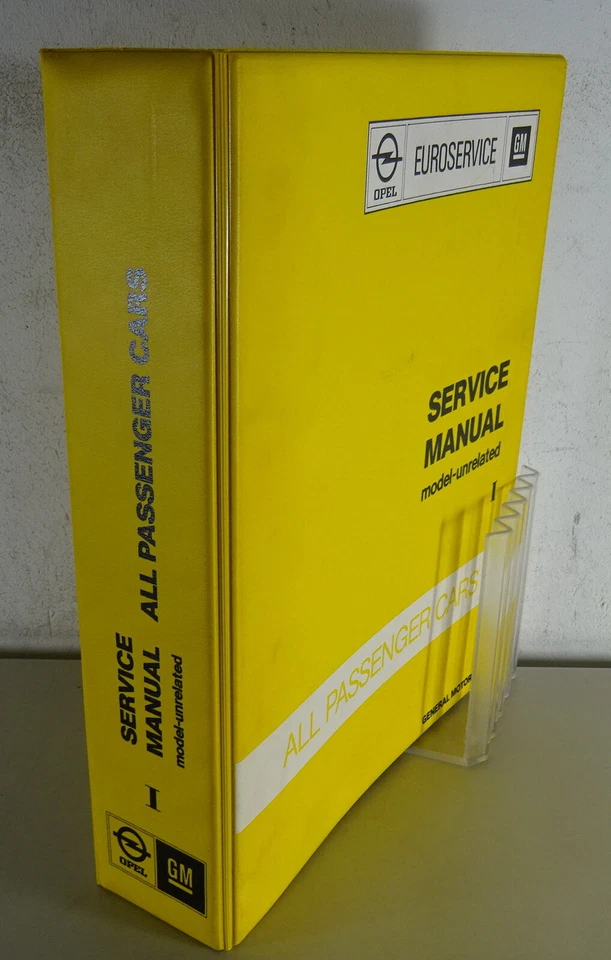 OPEL
EUROSERVICE
GM
SERVICE
MANUAL
model-unrelated
I
ALL PASSENGER CARS
GENERAL MOTOR
SERVICE
MANUAL ALL PASSENGER CARS
model-unrelated
I
OPEL
GM